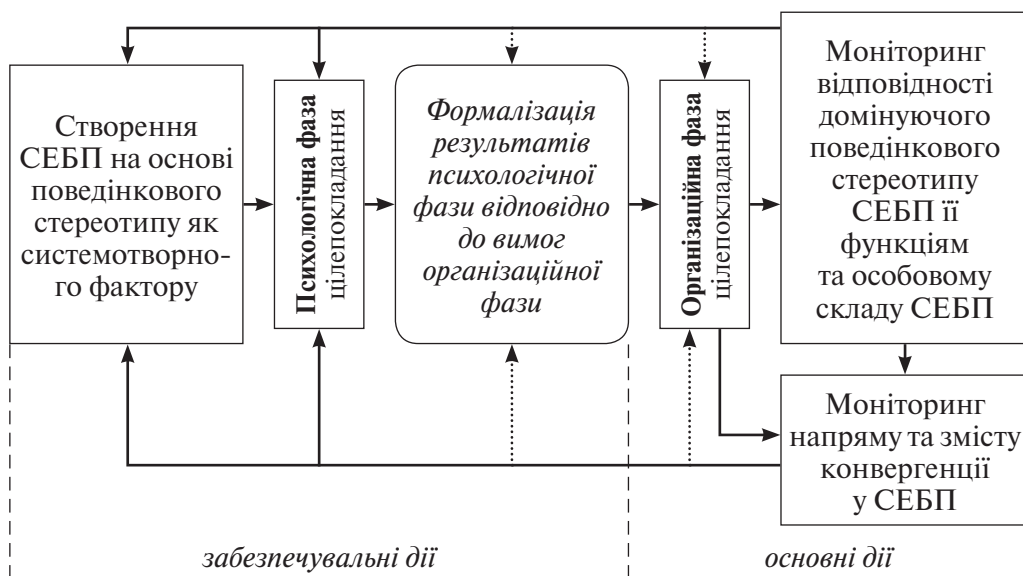 Створення
СЕБП на основі
поведінкового
стереотипу як
системотворно-
го фактору
Психологічна фаза
цілепокладання
Формалізація
результатів
психологічної
фази відповідно
до вимог
організаційної
фази
Організаційна фаза
цілепокладання
Моніторинг
відповідності
домінуючого
поведінкового
стереотипу
СЕБП її
функціям
та особовому
складу СЕБП
Моніторинг
напряму та змісту
конвергенції
у СЕБП
забезпечувальні дії
основні дії